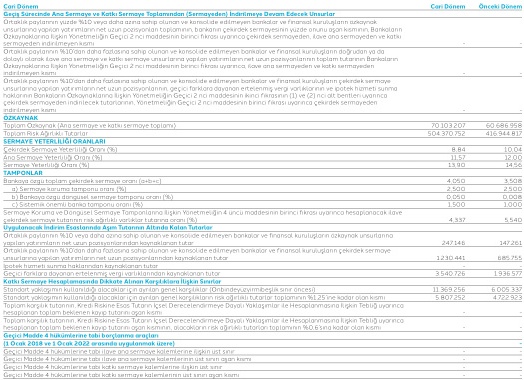 Cari Dönem Cari Dönem Önceki Dönem
Geçiş Sürecinde Ana Sermaye ve Katkı Sermaye Toplamından (Sermayeden) İndirilmeye Devam Edecek Unsurlar
Ortaklık paylarının yüzde %10 veya daha azına sahip olunan ve konsolide edilmeyen bankalar ve finansal kuruluşların özkaynak
unsurlarına yapılan yatırımların net uzun pozisyonları toplamının, bankanın çekirdek sermayesinin yüzde onunu aşan kısmının, Bankaların
Özkaynaklarına İlişkin Yönetmeliğin Geçici 2 nci maddesinin birinci fıkrası uyarınca çekirdek sermayeden, ilave ana sermayeden ve katkı
sermayeden indirilmeyen kısmı - -
Ortaklık paylarının %10'dan daha fazlasına sahip olunan ve konsolide edilmeyen bankalar ve finansal kuruluşların doğrudan ya da
dolaylı olarak ilave ana sermaye ve katkı sermaye unsurlarına yapılan yatırımların net uzun pozisyonlarının toplam tutarının Bankaların
Özkaynaklarına İlişkin Yönetmeliğin Geçici 2 nci maddesinin birinci fıkrası uyarınca, ilave ana sermayeden ve katkı sermayeden
indirilmeyen kısmı - -
Ortaklık paylarının %10'dan daha fazlasına sahip olunan ve konsolide edilmeyen bankalar ve finansal kuruluşların çekirdek sermaye
unsurlarına yapılan yatırımların net uzun pozisyonlarının, geçici farklara dayanan ertelenmiş vergi varlıklarının ve ipotek hizmeti sunma
haklarının Bankaların Özkaynaklarına İlişkin Yönetmeliğin Geçici 2 nci maddesinin ikinci fıkrasının (1) ve (2) nci alt bentleri uyarınca
çekirdek sermayeden indirilecek tutarlarının, Yönetmeliğin Geçici 2 nci maddesinin birinci fıkrası uyarınca çekirdek sermayeden
indirilmeyen kısmı - -
ÖZKAYNAK
Toplam Özkaynak (Ana sermaye ve katkı sermaye toplamı) 70.103.207 60.686.958
Toplam Risk Ağırlıklı Tutarlar 504.370.752 416.944.817
SERMAYE YETERLİLİĞİ ORANLARI
Çekirdek Sermaye Yeterliliği Oranı (%) 8,84 10,04
Ana Sermaye Yeterliliği Oranı (%) 11,57 12,00
Sermaye Yeterliliği Oranı (%) 13,90 14,56
TAMPONLAR
Bankaya özgü toplam çekirdek sermaye oranı (a+b+c) 4,050 3,508
a) Sermaye koruma tamponu oranı (%) 2,500 2,500
b) Bankaya özgü döngüsel sermaye tamponu oranı (%) 0,050 0,008
c) Sistemik önemli banka tamponu oranı (%) 1,500 1,000
Sermaye Koruma ve Döngüsel Sermaye Tamponlarına İlişkin Yönetmeliğin 4 üncü maddesinin birinci fıkrası uyarınca hesaplanacak ilave
çekirdek sermaye tutarının risk ağırlıklı varlıklar tutarına oranı (%) 4,337 5,540
Uygulanacak İndirim Esaslarında Aşım Tutarının Altında Kalan Tutarlar
Ortaklık paylarının %10 veya daha azına sahip olunan ve konsolide edilmeyen bankalar ve finansal kuruluşların özkaynak unsurlarına
yapılan yatırımların net uzun pozisyonlarından kaynaklanan tutar 247.146 147.261
Ortaklık paylarının %10'dan daha fazlasına sahip olunan ve konsolide edilmeyen bankalar ve finansal kuruluşların çekirdek sermaye
unsurlarına yapılan yatırımların net uzun pozisyonlarından kaynaklanan tutar 1.230.441 685.755
İpotek hizmeti sunma haklarından kaynaklanan tutar - -
Geçici farklara dayanan ertelenmiş vergi varlıklarından kaynaklanan tutar 3.540.726 1.936.577
Katkı Sermaye Hesaplamasında Dikkate Alınan Karşılıklara İlişkin Sınırlar
Standart yaklaşımın kullanıldığı alacaklar için ayrılan genel karşılıklar (Onbindeyüzyirmibeşlik sınır öncesi) 11.369.256 6.005.337
Standart yaklaşımın kullanıldığı alacaklar için ayrılan genel karşılıkların risk ağırlıklı tutarlar toplamının %1,25'ine kadar olan kısmı 5.807.252 4.722.923
Toplam karşılık tutarının, Kredi Riskine Esas Tutarın İçsel Derecelendirmeye Dayalı Yaklaşımlar ile Hesaplanmasına İlişkin Tebliğ uyarınca
hesaplanan toplam beklenen kayıp tutarını aşan kısmı - -
Toplam karşılık tutarının, Kredi Riskine Esas Tutarın İçsel Derecelendirmeye Dayalı Yaklaşımlar ile Hesaplanmasına İlişkin Tebliğ uyarınca
hesaplanan toplam beklenen kayıp tutarını aşan kısmının, alacakların risk ağırlıklı tutarları toplamının %0,6'sına kadar olan kısmı - -
Geçici Madde 4 hükümlerine tabi borçlanma araçları
(1 Ocak 2018 ve 1 Ocak 2022 arasında uygulanmak üzere) -
Geçici Madde 4 hükümlerine tabi ilave ana sermaye kalemlerine ilişkin üst sınır - -
Geçici Madde 4 hükümlerine tabi ilave ana sermaye kalemlerinin üst sınırı aşan kısmı - -
Geçici Madde 4 hükümlerine tabi katkı sermaye kalemlerine ilişkin üst sınır - -
Geçici Madde 4 hükümlerine tabi katkı sermaye kalemlerinin üst sınırı aşan kısmı - -